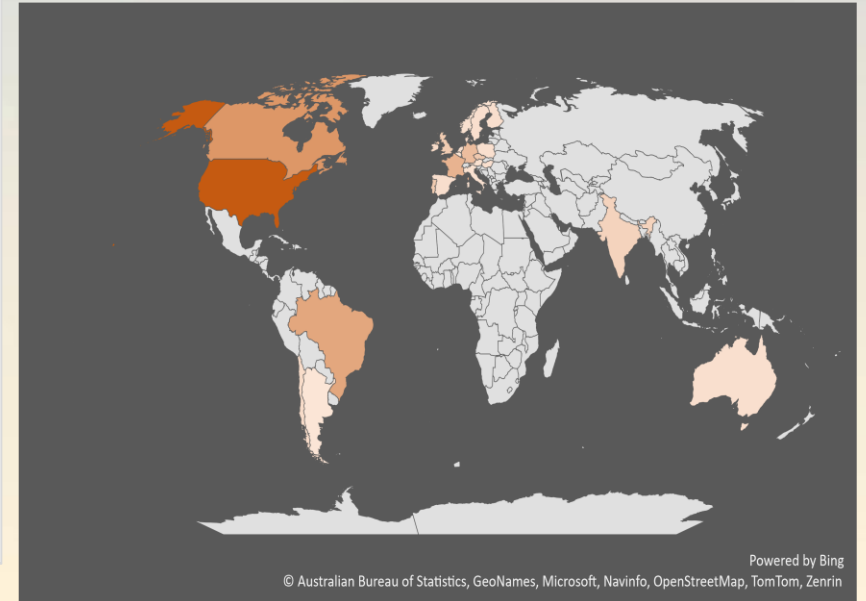 Powered by Bing
© Australian Bureau of Statistics, GeoNames, Microsoft, Navinfo, OpenStreetMap, TomTom, Zenrin